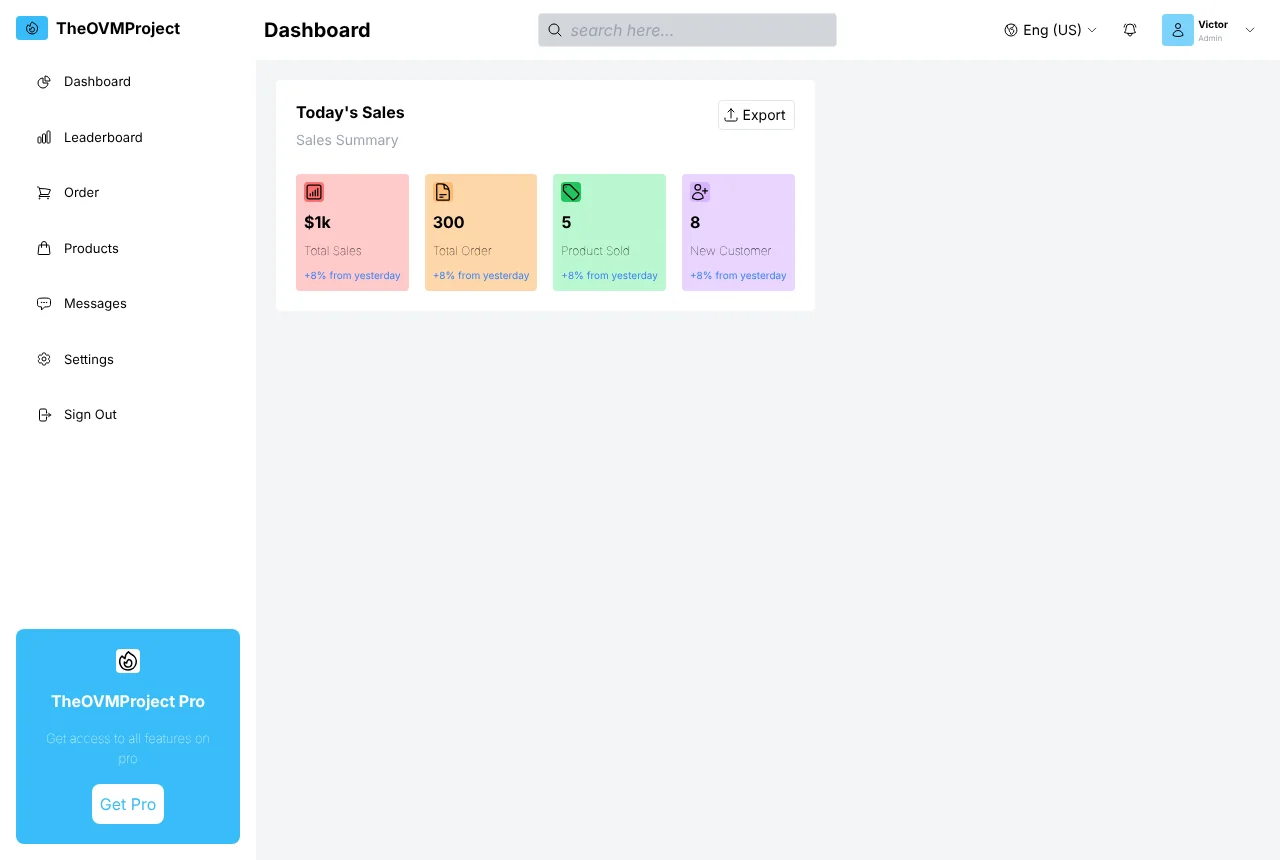 TheOVMProject
Dashboard
search here...
Eng (US)
Victor
Admin
Dashboard
Leaderboard
Order
Products
Messages
Settings
Sign Out
Today's Sales
Sales Summary
Export
$1k
Total Sales
+8% from yesterday
300
Total Order
+8% from yesterday
5
Product Sold
+8% from yesterday
8
New Customer
+8% from yesterday
TheOVMProject Pro
Get access to all features on
pro
Get Pro